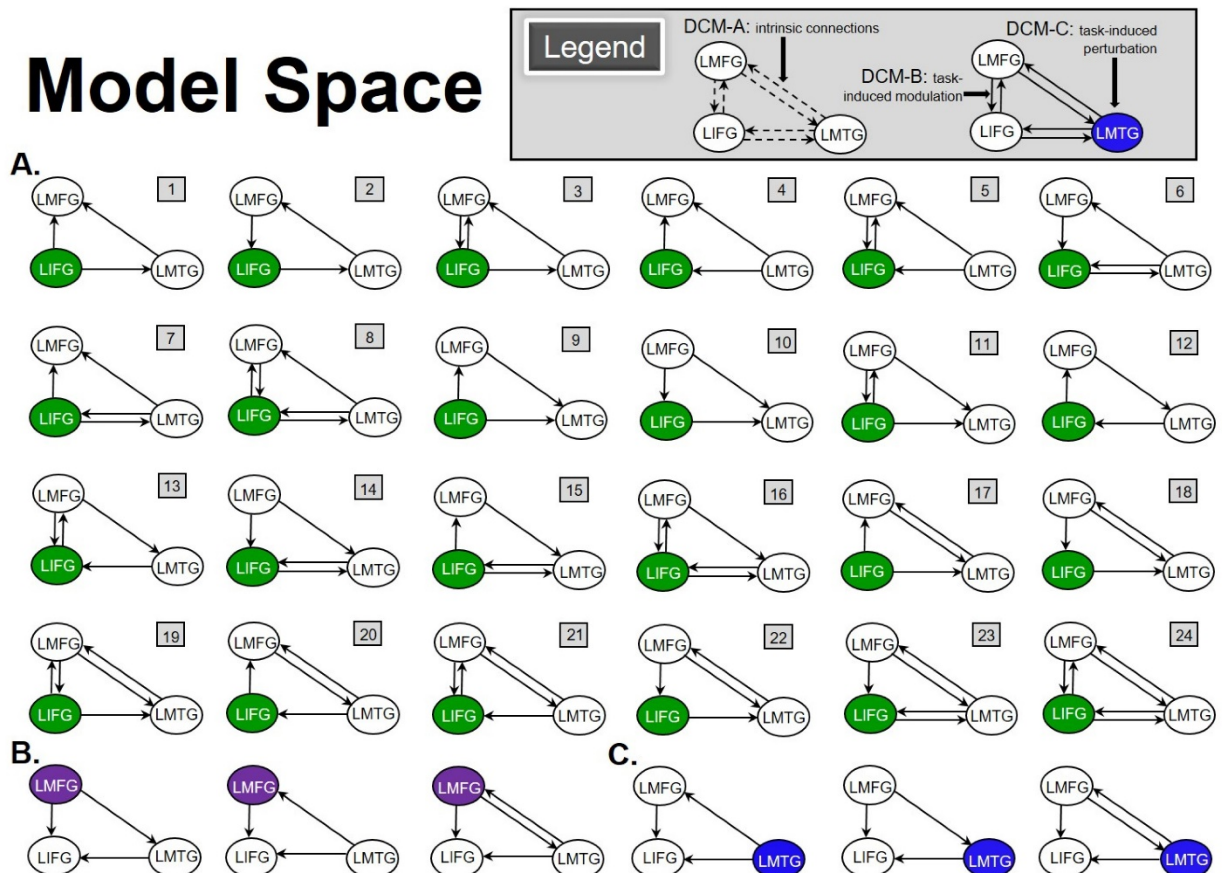 Model Space
Legend
DCM-A: intrinsic connections
LMFG
LIFG
LMTG
DCM-B: task-
induced modulation
DCM-C: task-induced
perturbation
LMFG
LIFG
LMTG
A.
1
2
3
4
5
6
LMFG LMFG LMFG LMFG LMFG LMFG
LIFG LMTG LIFG LMTG LIFG LMTG LIFG LMTG LIFG LMTG LIFG LMTG
7
8
9
10
11
12
LMFG LMFG LMFG LMFG LMFG LMFG
LIFG LMTG LIFG LMTG LIFG LMTG LIFG LMTG LIFG LMTG LIFG LMTG
13
14
15
16
17
18
LMFG LMFG LMFG LMFG LMFG LMFG
LIFG LMTG LIFG LMTG LIFG LMTG LIFG LMTG LIFG LMTG LIFG LMTG
19
20
21
22
23
24
LMFG LMFG LMFG LMFG LMFG LMFG
LIFG LMTG LIFG LMTG LIFG LMTG LIFG LMTG LIFG LMTG LIFG LMTG
B.
LMFG LMFG LMFG
LIFG LMTG LIFG LMTG LIFG LMTG
C.
LMFG LMFG LMFG
LIFG LMTG LIFG LMTG LIFG LMTG